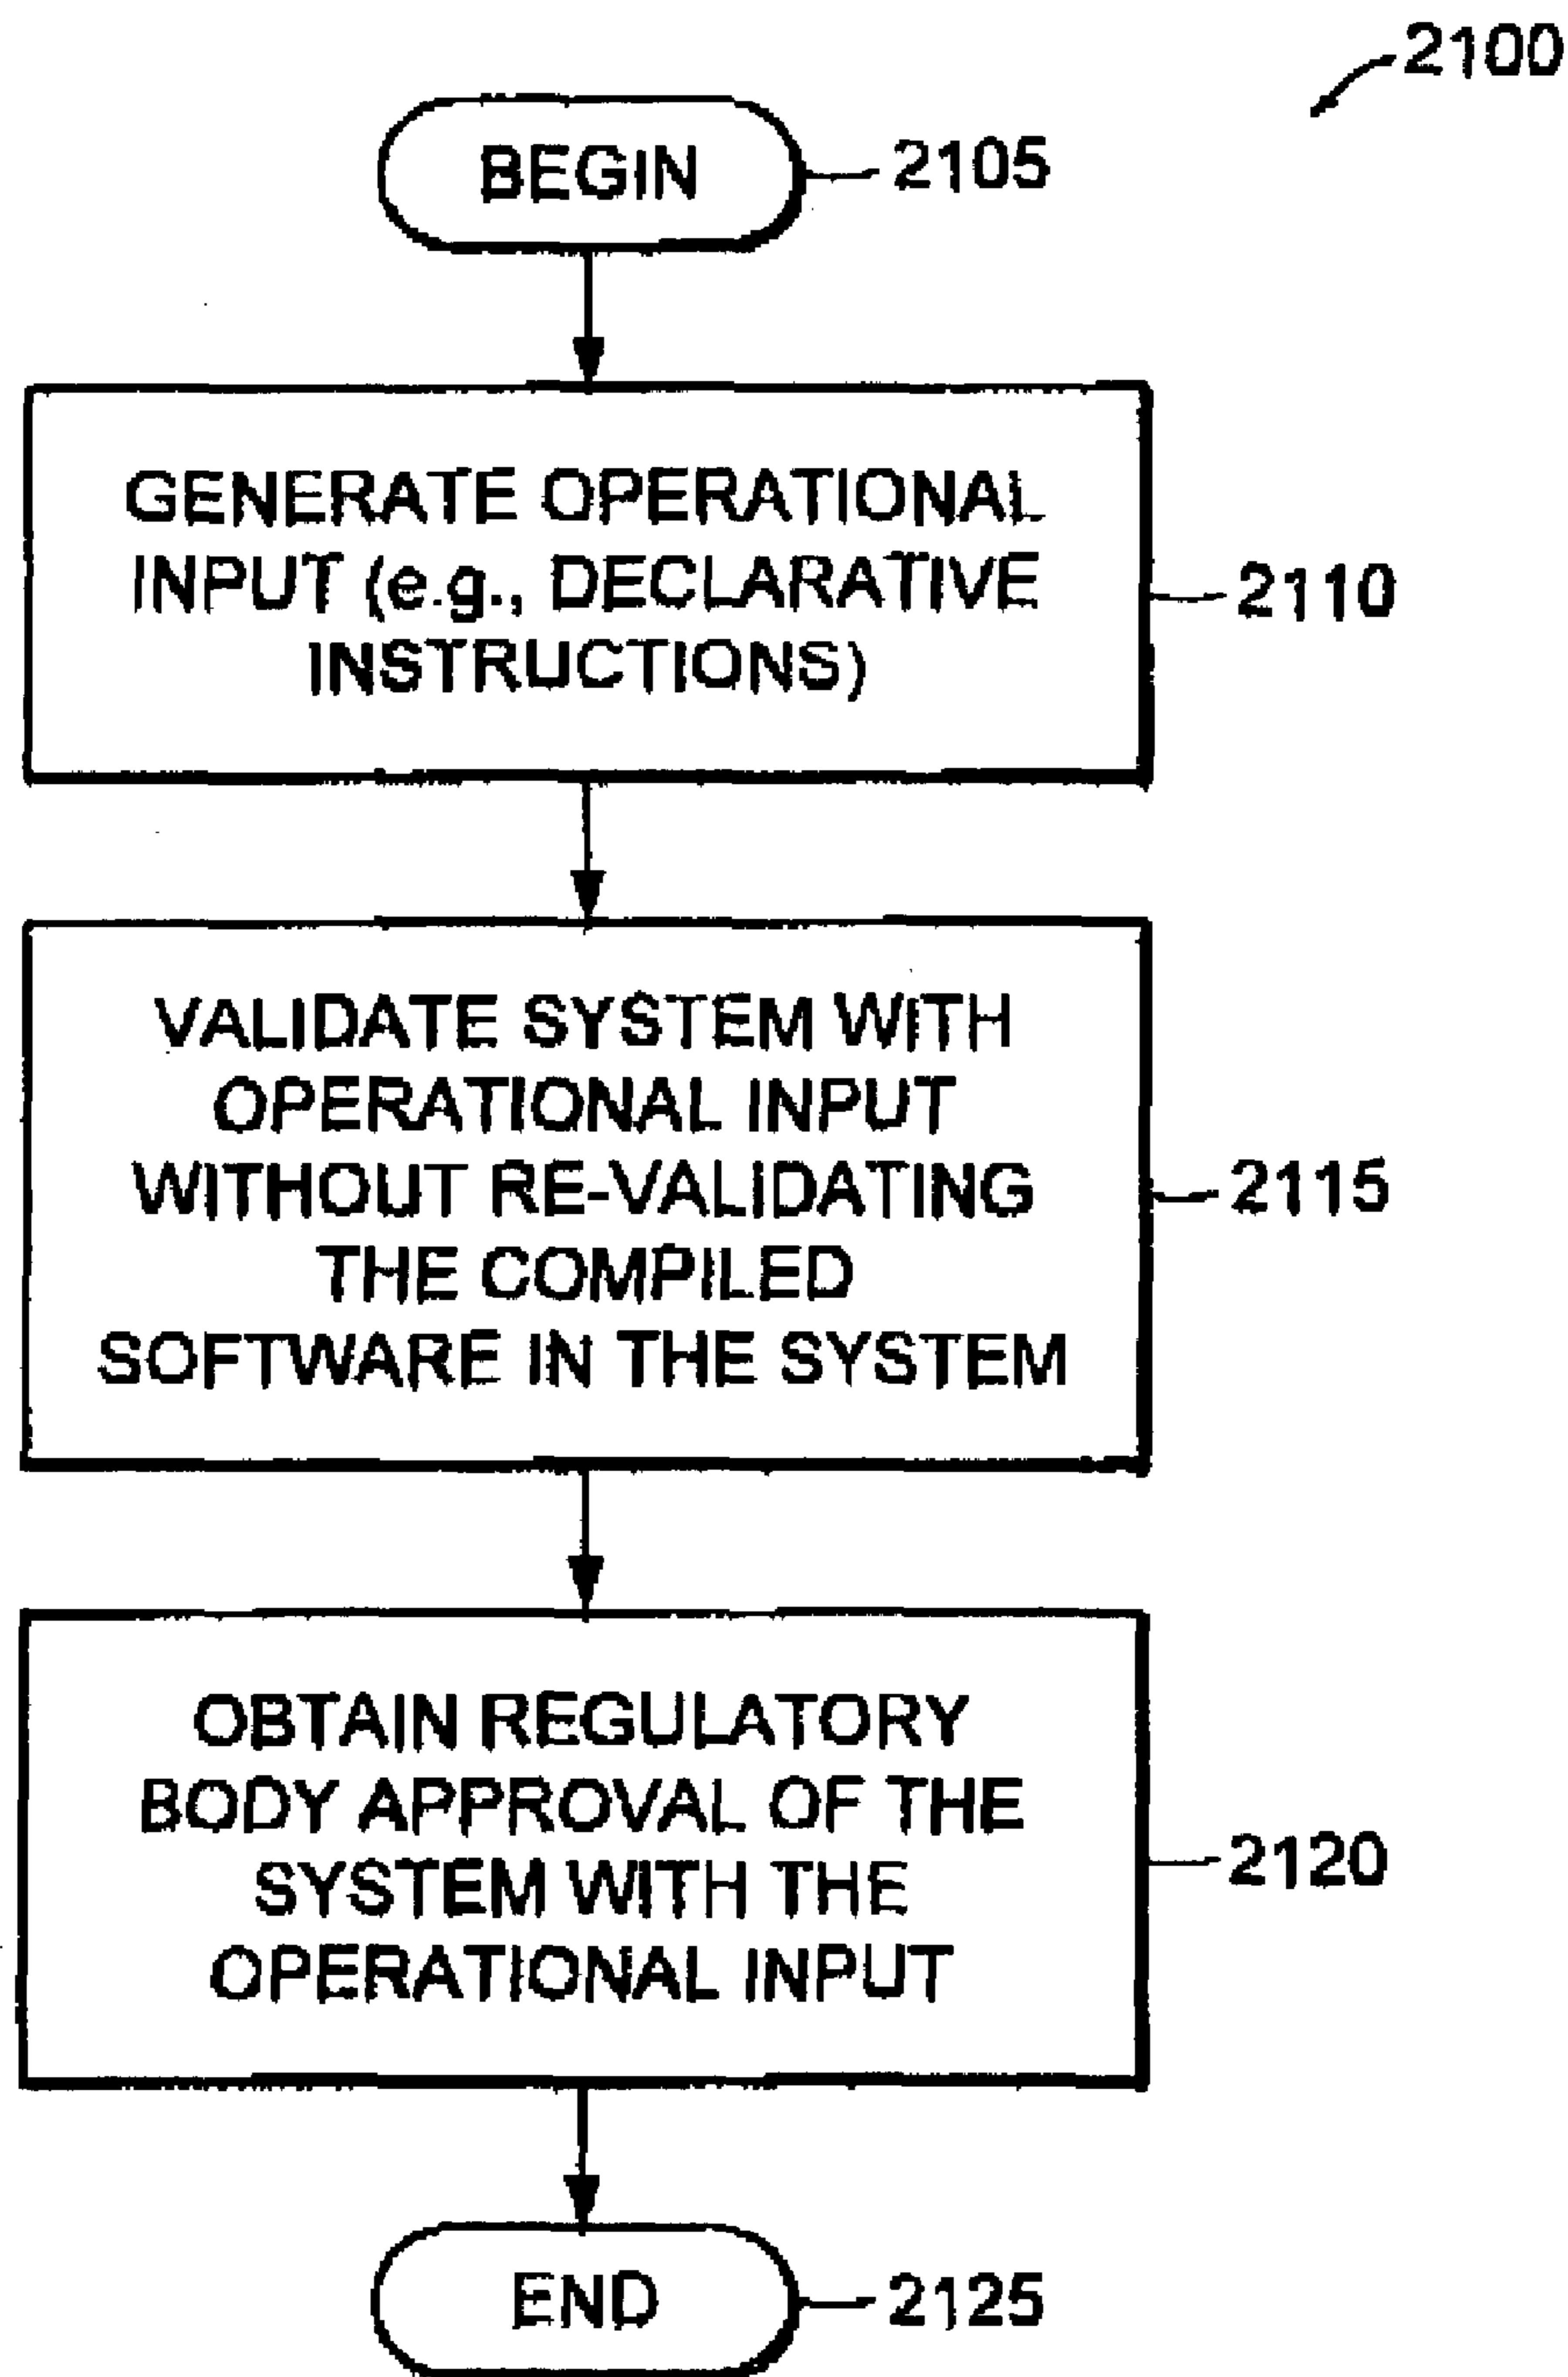 2100
BEGIN
2105
GENERATE OPERATIONAL
INPUT (e.g., DECLARATIVE
INSTRUCTIONS)
2110
VALIDATE SYSTEM WITH
OPERATIONAL INPUT
WITHOUT RE-VALIDATING
THE COMPILED
SOFTWARE IN THE SYSTEM
2115
OBTAIN REGULATORY
BODY APPROVAL OF THE
SYSTEM WITH THE
OPERATIONAL INPUT
2120
END
2125